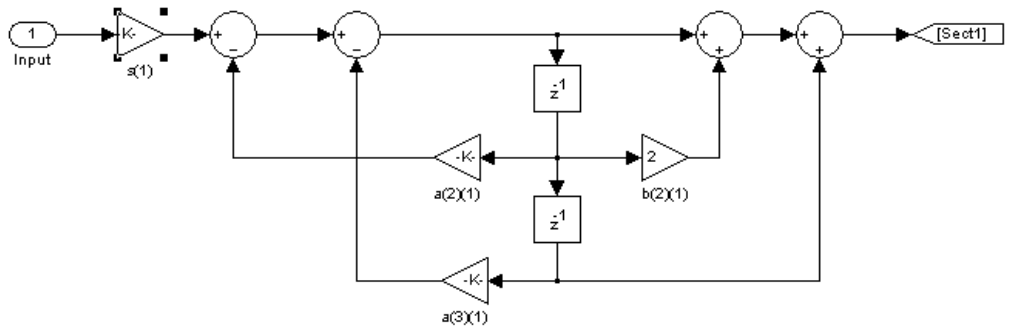 1
Input
K-
s(1)
+
−
+
−
+
+
+
+
[Sect1]
z⁻¹
-K-
a(2)(1)
2
b(2)(1)
z⁻¹
-K-
a(3)(1)